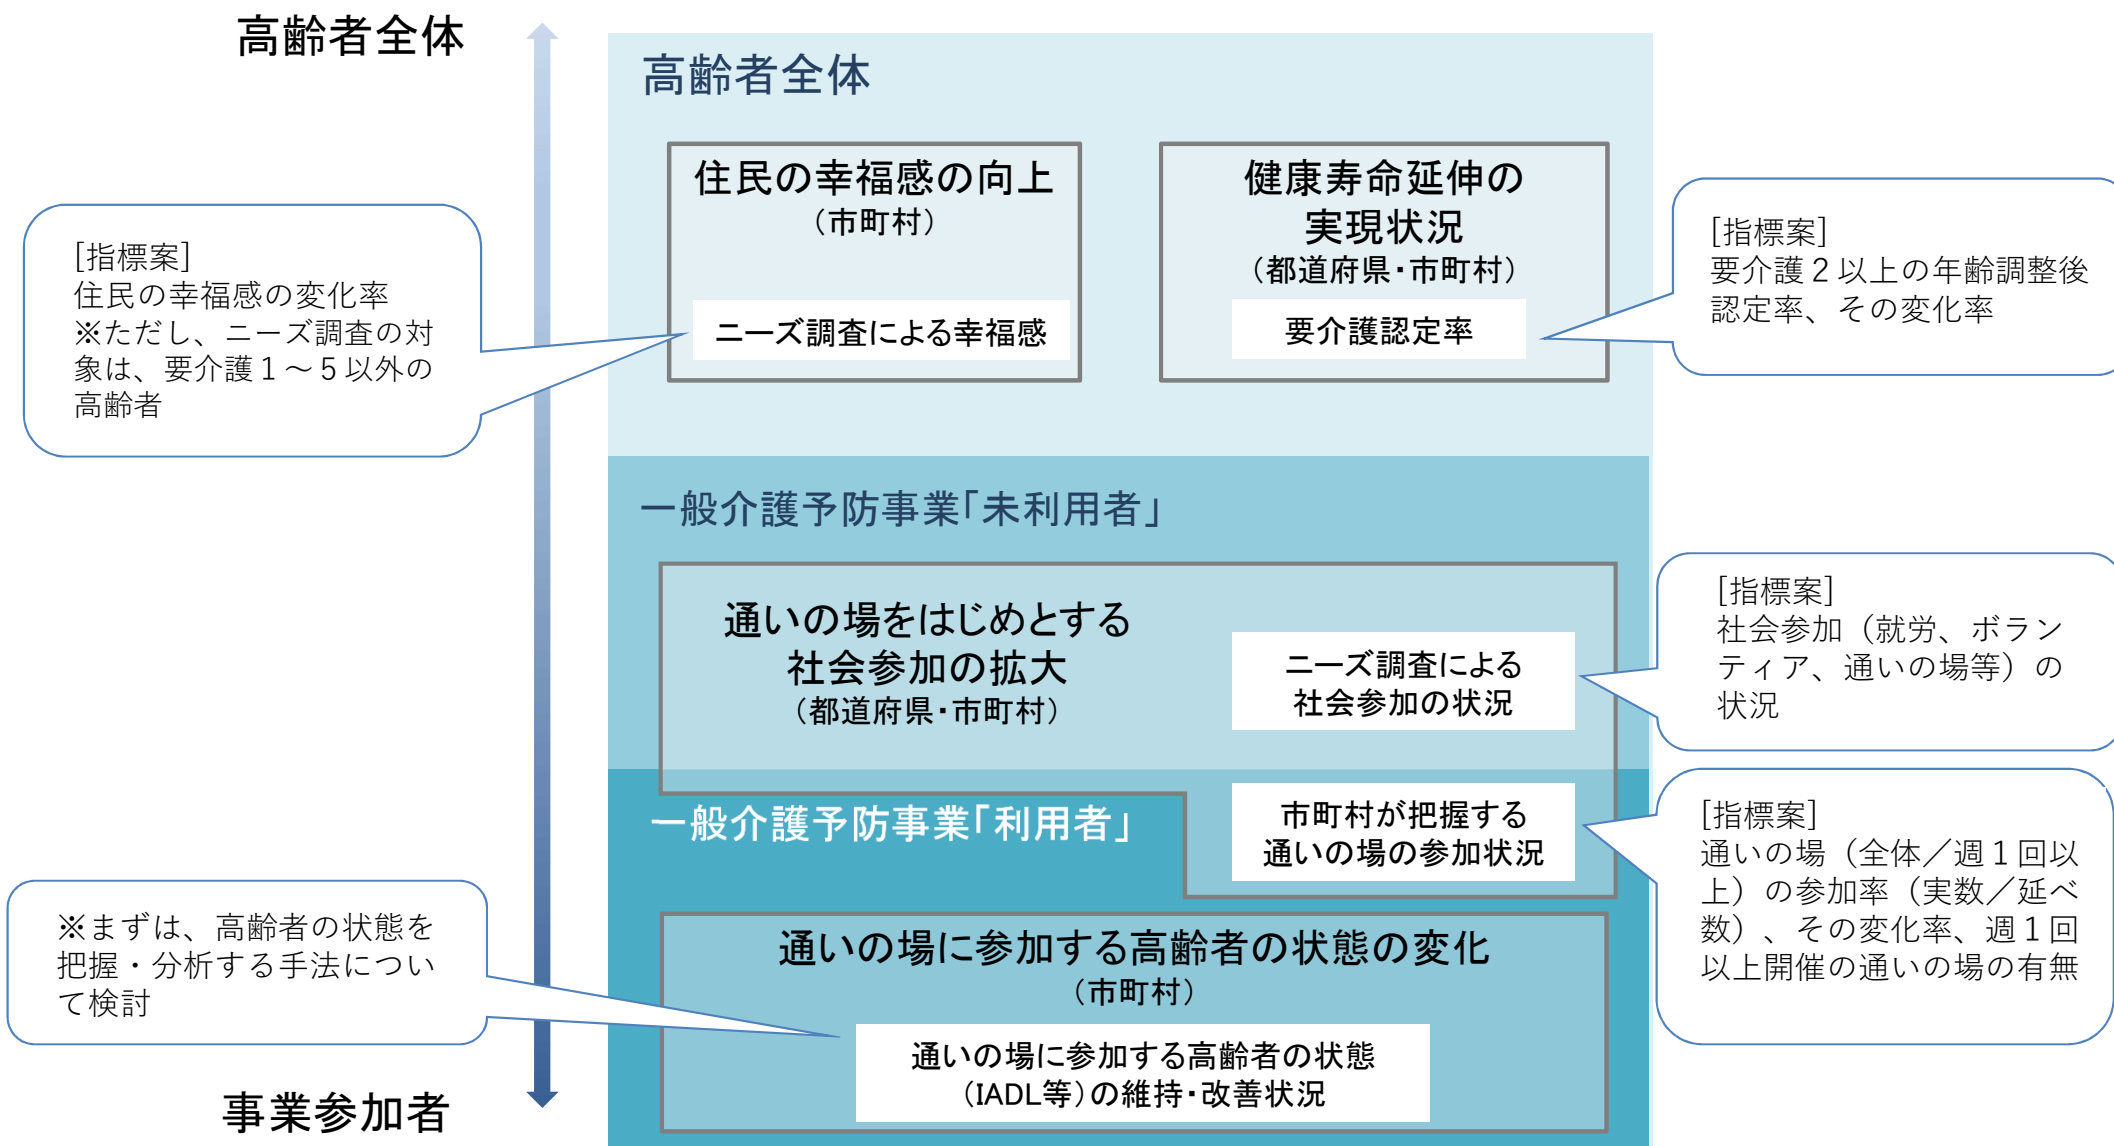 高齢者全体
高齢者全体
住民の幸福感の向上
（市町村）
ニーズ調査による幸福感
健康寿命延伸の
実現状況
（都道府県・市町村）
要介護認定率
[指標案]
住民の幸福感の変化率
※ただし、ニーズ調査の対
象は、要介護１～５以外の
高齢者
[指標案]
要介護２以上の年齢調整後
認定率、その変化率
一般介護予防事業「未利用者」
通いの場をはじめとする
社会参加の拡大
（都道府県・市町村）
ニーズ調査による
社会参加の状況
[指標案]
社会参加（就労、ボラン
ティア、通いの場等）の
状況
一般介護予防事業「利用者」
市町村が把握する
通いの場の参加状況
[指標案]
通いの場（全体／週１回以
上）の参加率（実数／延べ
数）、その変化率、週１回
以上開催の通いの場の有無
※まずは、高齢者の状態を
把握・分析する手法につい
て検討
通いの場に参加する高齢者の状態の変化
（市町村）
通いの場に参加する高齢者の状態
（IADL等）の維持・改善状況
事業参加者